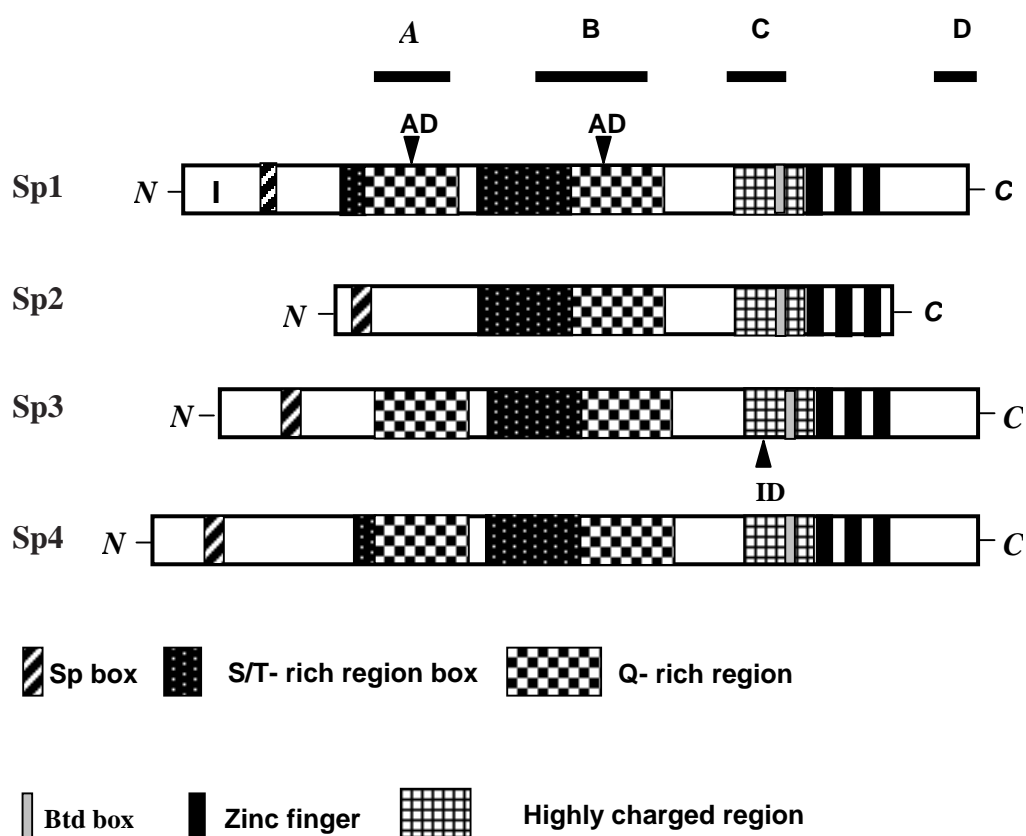 A B C D
AD AD
Sp1 N I C
Sp2 N C
Sp3 N C
ID
Sp4 N C
Sp box S/T- rich region box Q- rich region
Btd box Zinc finger Highly charged region